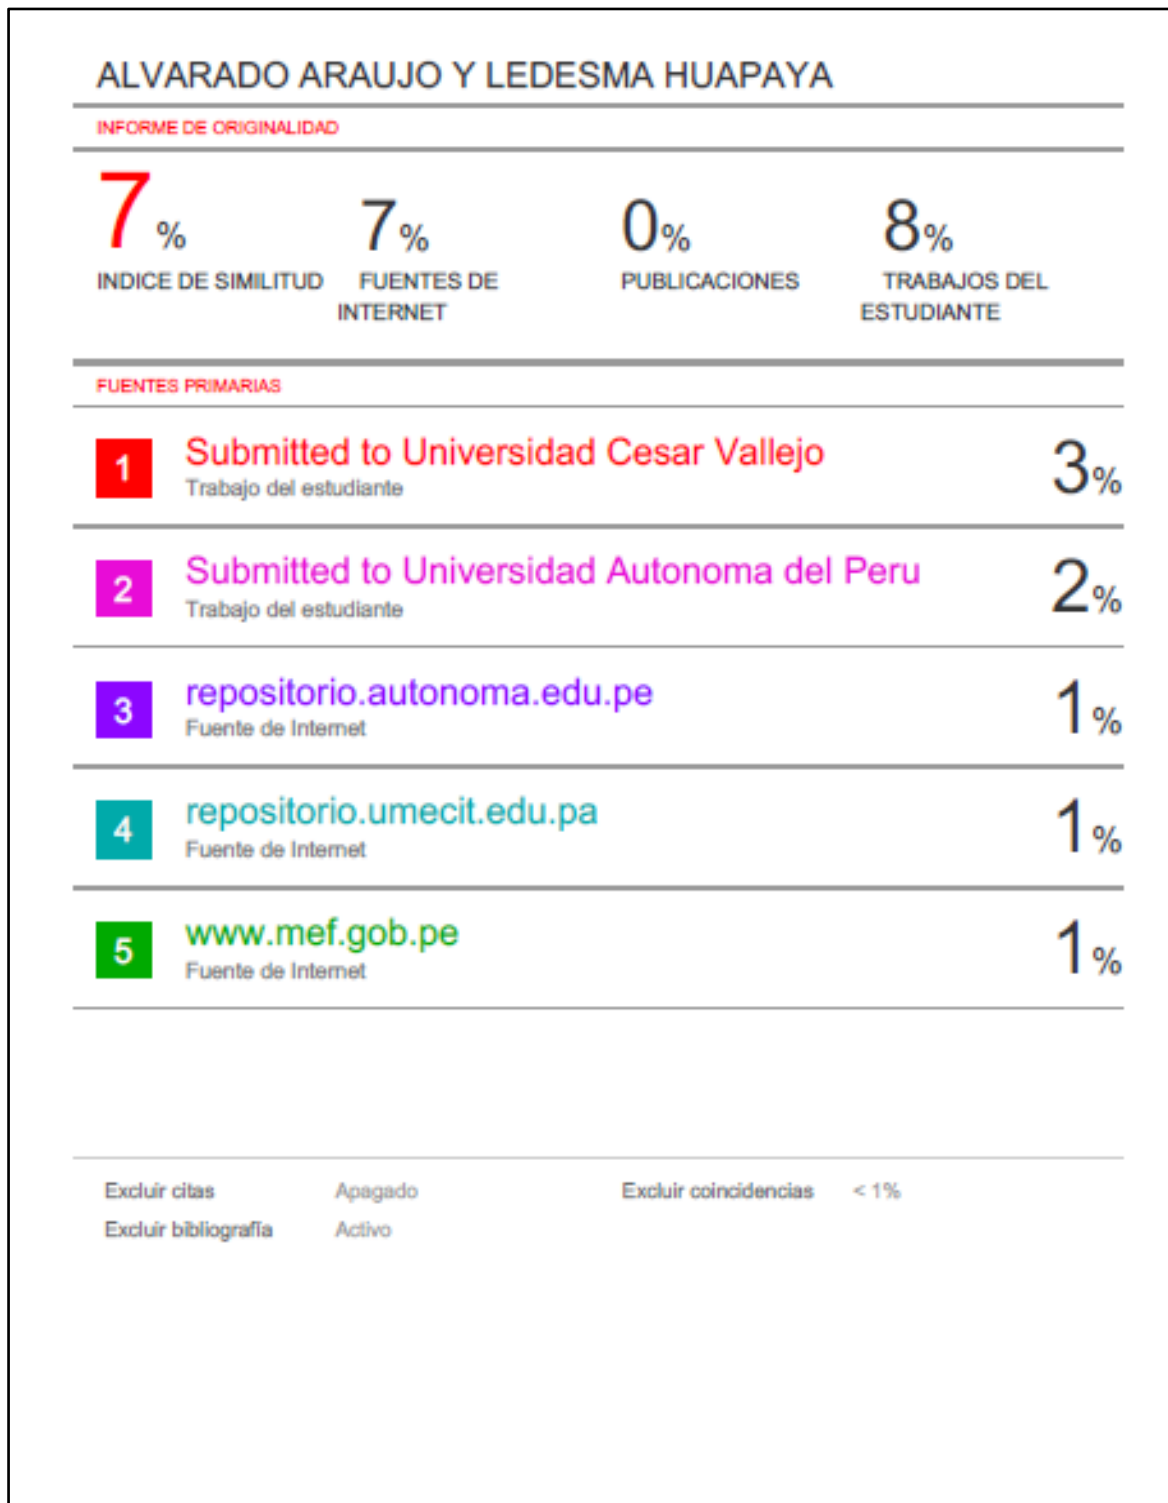 ALVARADO ARAUJO Y LEDESMA HUAPAYA
INFORME DE ORIGINALIDAD
7%
INDICE DE SIMILITUD
7%
FUENTES DE
INTERNET
0%
PUBLICACIONES
8%
TRABAJOS DEL
ESTUDIANTE
FUENTES PRIMARIAS
1 Submitted to Universidad Cesar Vallejo 3%
Trabajo del estudiante
2 Submitted to Universidad Autonoma del Peru 2%
Trabajo del estudiante
3 repositorio.autonoma.edu.pe 1%
Fuente de Internet
4 repositorio.umecit.edu.pa 1%
Fuente de Internet
5 www.mef.gob.pe 1%
Fuente de Internet
Excluir citas Apagado Excluir coincidencias < 1%
Excluir bibliografía Activo